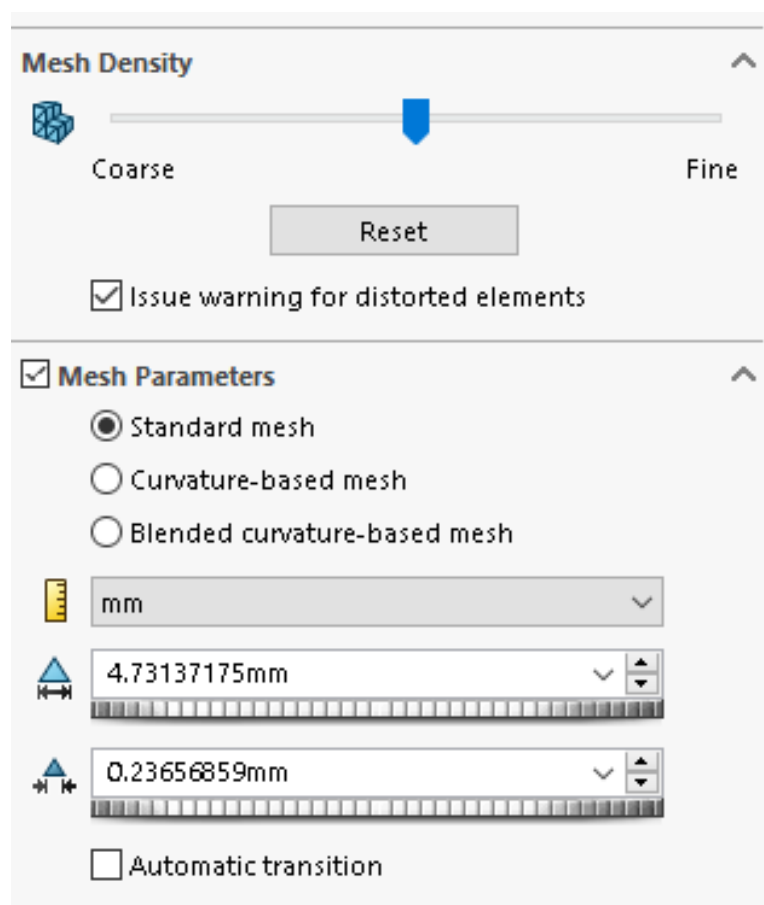 Mesh Density
Coarse Fine
Reset
Issue warning for distorted elements
Mesh Parameters
Standard mesh
Curvature-based mesh
Blended curvature-based mesh
mm
4.73137175mm
0.23656859mm
Automatic transition